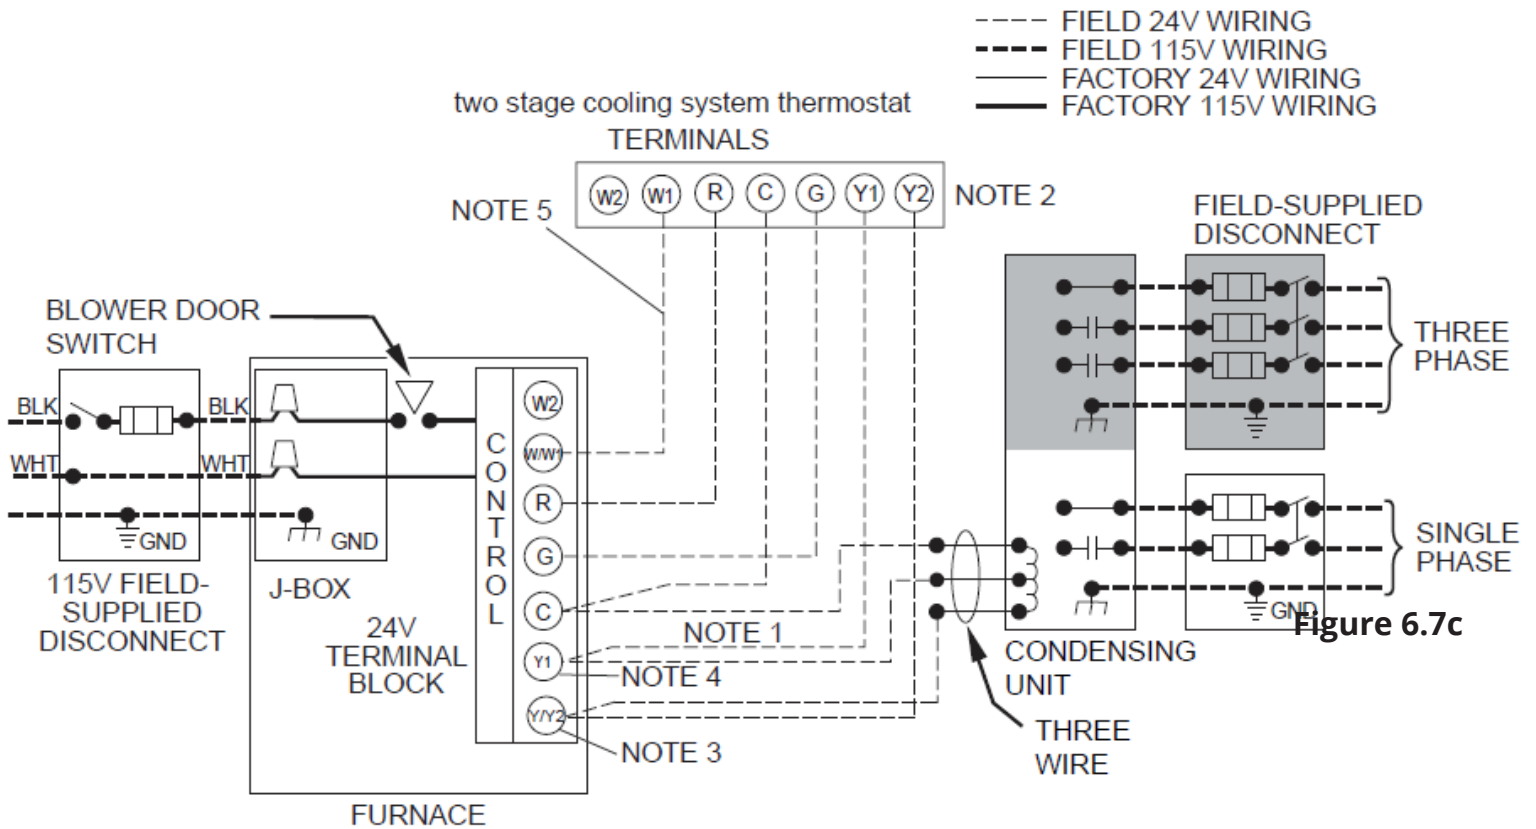 FIELD 24V WIRING
FIELD 115V WIRING
FACTORY 24V WIRING
FACTORY 115V WIRING
two stage cooling system thermostat
TERMINALS
W2 W1 R C G Y1 Y2
NOTE 2
NOTE 5
FIELD-SUPPLIED
DISCONNECT
BLOWER DOOR
SWITCH
THREE
PHASE
BLK
BLK
WHT
WHT
GND
GND
115V FIELD-
SUPPLIED
DISCONNECT
J-BOX
24V
TERMINAL
BLOCK
CONTROL
W2
W/W1
R
G
C
Y1
Y/Y2
NOTE 1
NOTE 4
NOTE 3
FURNACE
SINGLE
PHASE
GND
Figure 6.7c
CONDENSING
UNIT
THREE
WIRE